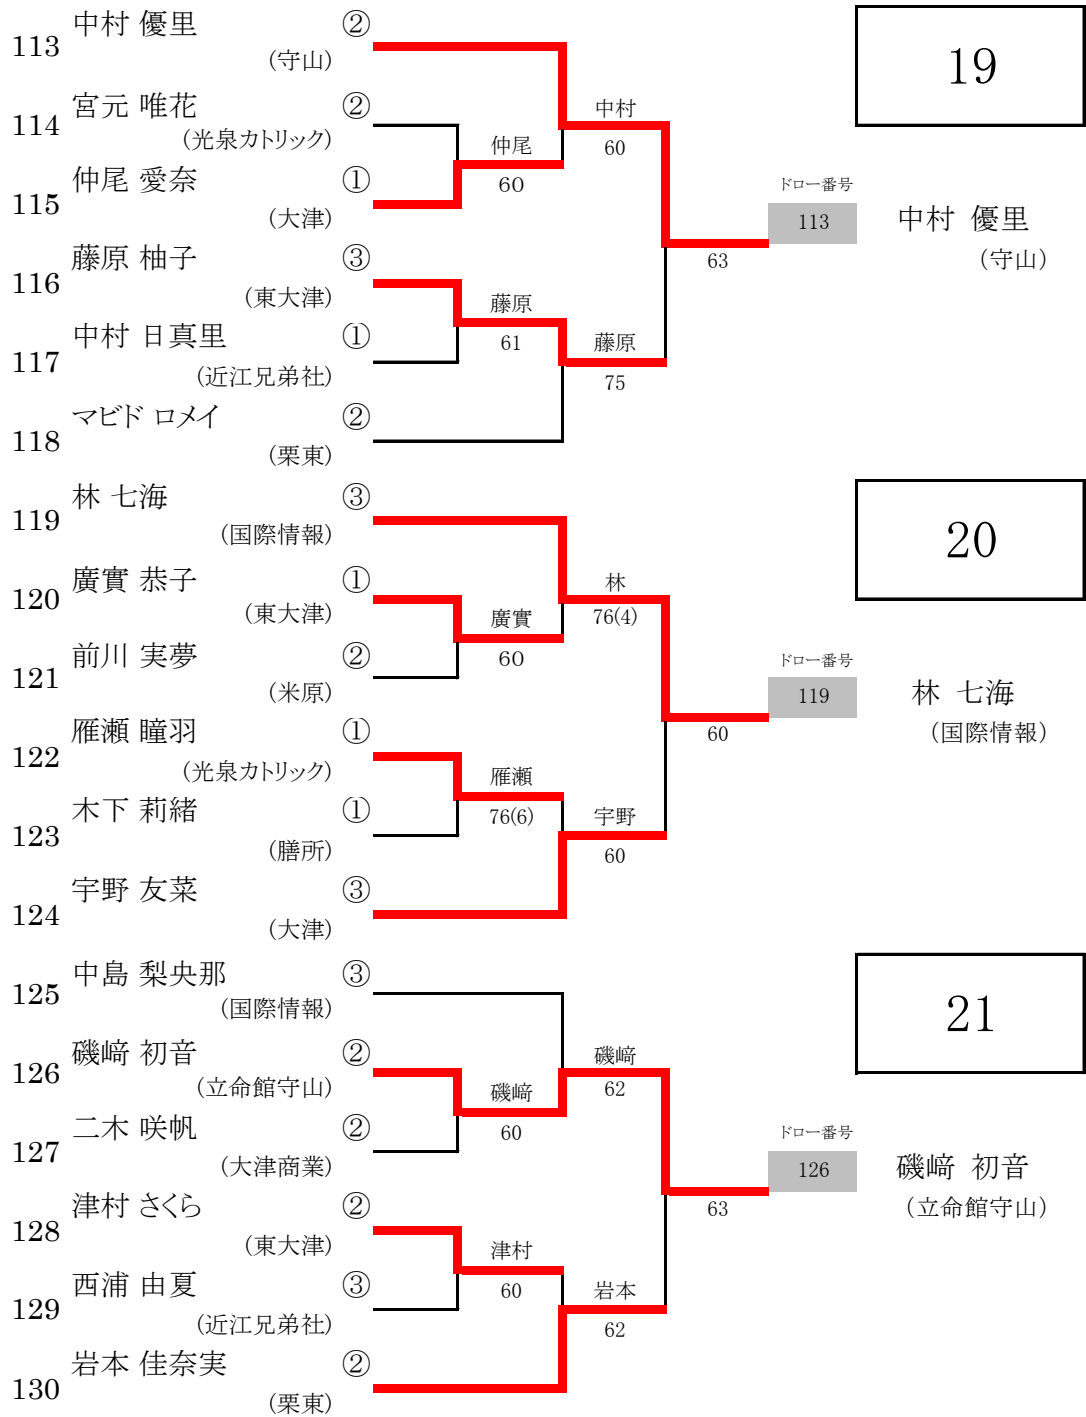 中村 優里 ②
113 (守山)
19
宮元 唯花 ②
114 (光泉カトリック)
中村
60
仲尾
60
仲尾 愛奈 ①
115 (大津)
ドロー番号
113
中村 優里
(守山)
63
藤原 柚子 ③
116 (東大津)
藤原
61
中村 日真里 ①
117 (近江兄弟社)
藤原
75
マビド ロメイ ②
118 (栗東)
林 七海 ③
119 (国際情報)
20
廣實 恭子 ①
120 (東大津)
林
76(4)
廣實
60
前川 実夢 ②
121 (米原)
ドロー番号
119
林 七海
(国際情報)
60
雁瀬 瞳羽 ①
122 (光泉カトリック)
雁瀬
76(6)
木下 莉緒 ①
123 (膳所)
宇野
60
宇野 友菜 ③
124 (大津)
中島 梨央那 ③
125 (国際情報)
21
磯﨑 初音 ②
126 (立命館守山)
磯﨑
62
磯﨑
60
二木 咲帆 ②
127 (大津商業)
ドロー番号
126
磯﨑 初音
(立命館守山)
63
津村 さくら ②
128 (東大津)
津村
60
西浦 由夏 ③
129 (近江兄弟社)
岩本
62
岩本 佳奈実 ②
130 (栗東)